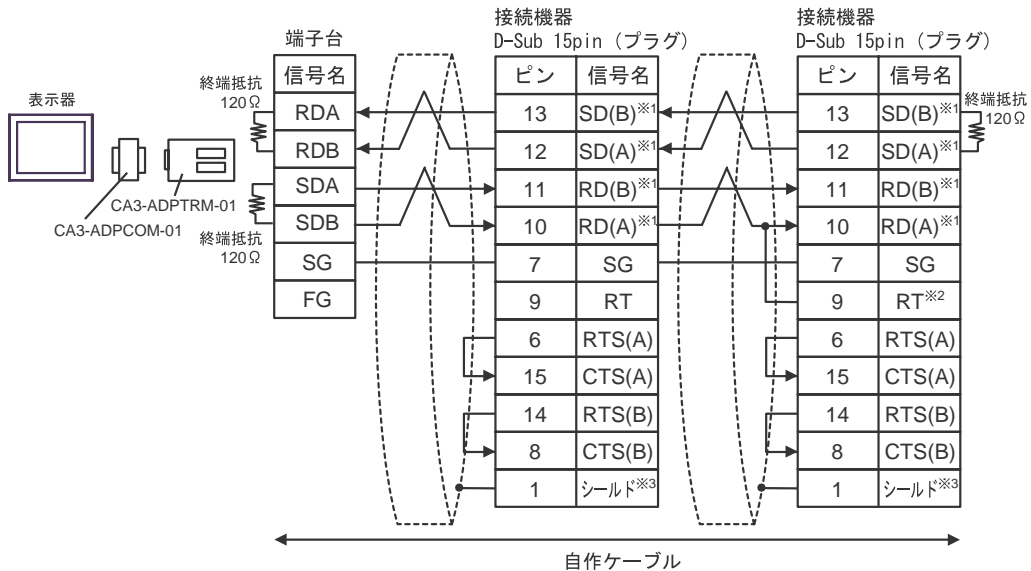 表示器
CA3-ADPTRM-01
CA3-ADPCOM-01
終端抵抗
120Ω
終端抵抗
120Ω
端子台
信号名
RDA
RDB
SDA
SDB
SG
FG
接続機器
D-Sub 15pin（プラグ）
ピン 信号名
13 SD(B)※1
12 SD(A)※1
11 RD(B)※1
10 RD(A)※1
7 SG
9 RT
6 RTS(A)
15 CTS(A)
14 RTS(B)
8 CTS(B)
1 シールド※3
接続機器
D-Sub 15pin（プラグ）
ピン 信号名
13 SD(B)※1
12 SD(A)※1
11 RD(B)※1
10 RD(A)※1
7 SG
9 RT※2
6 RTS(A)
15 CTS(A)
14 RTS(B)
8 CTS(B)
1 シールド※3
終端抵抗
120Ω
自作ケーブル